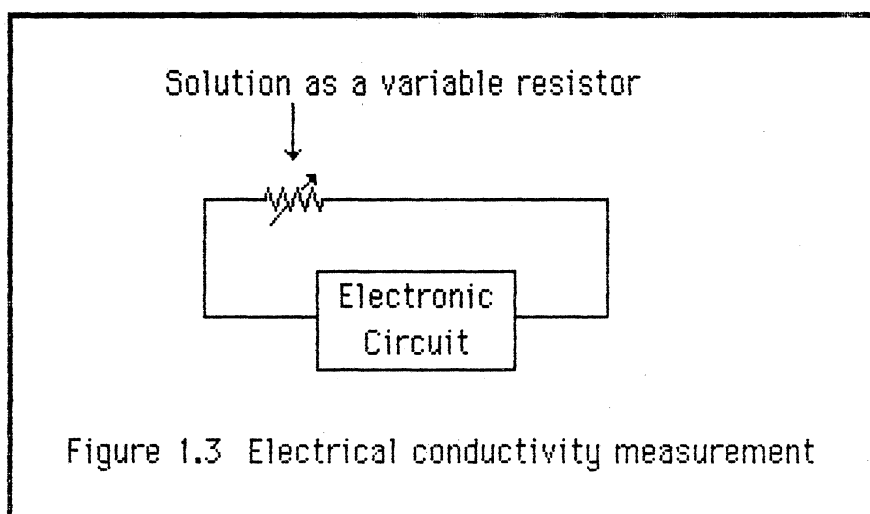 Solution as a variable resistor
Electronic
Circuit
Figure 1.3 Electrical conductivity measurement